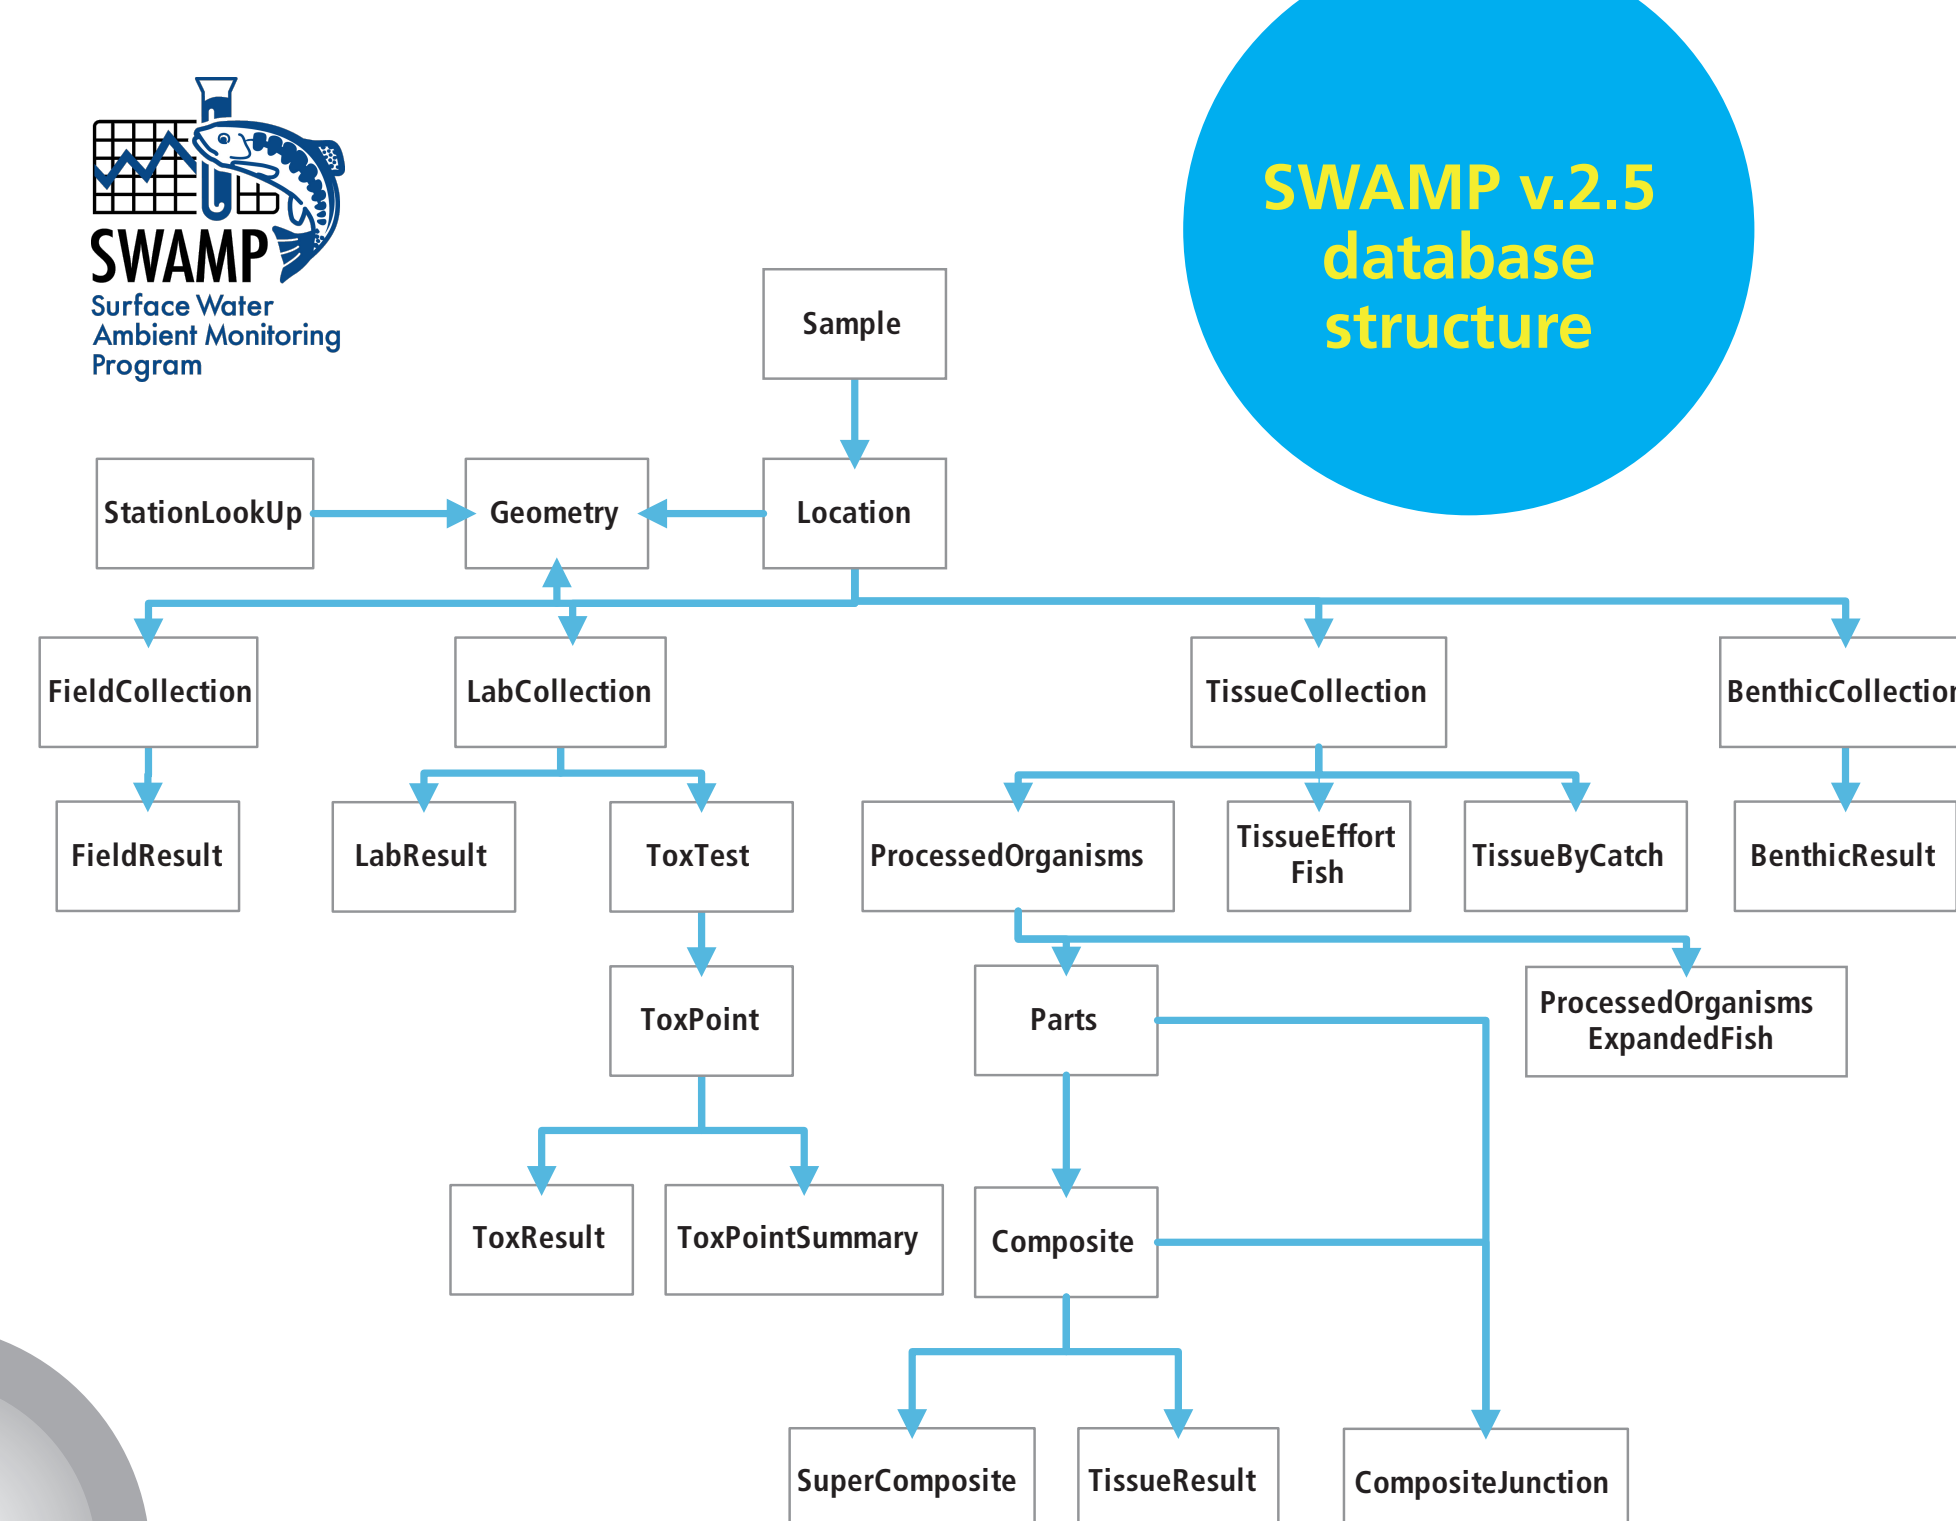 SWAMP
Surface Water
Ambient Monitoring
Program
SWAMP v.2.5
database
structure
Sample
StationLookUp
Geometry
Location
FieldCollection
LabCollection
TissueCollection
BenthicCollection
FieldResult
LabResult
ToxTest
ProcessedOrganisms
TissueEffort
Fish
TissueByCatch
BenthicResult
ToxPoint
Parts
ProcessedOrganisms
ExpandedFish
ToxResult
ToxPointSummary
Composite
SuperComposite
TissueResult
CompositeJunction